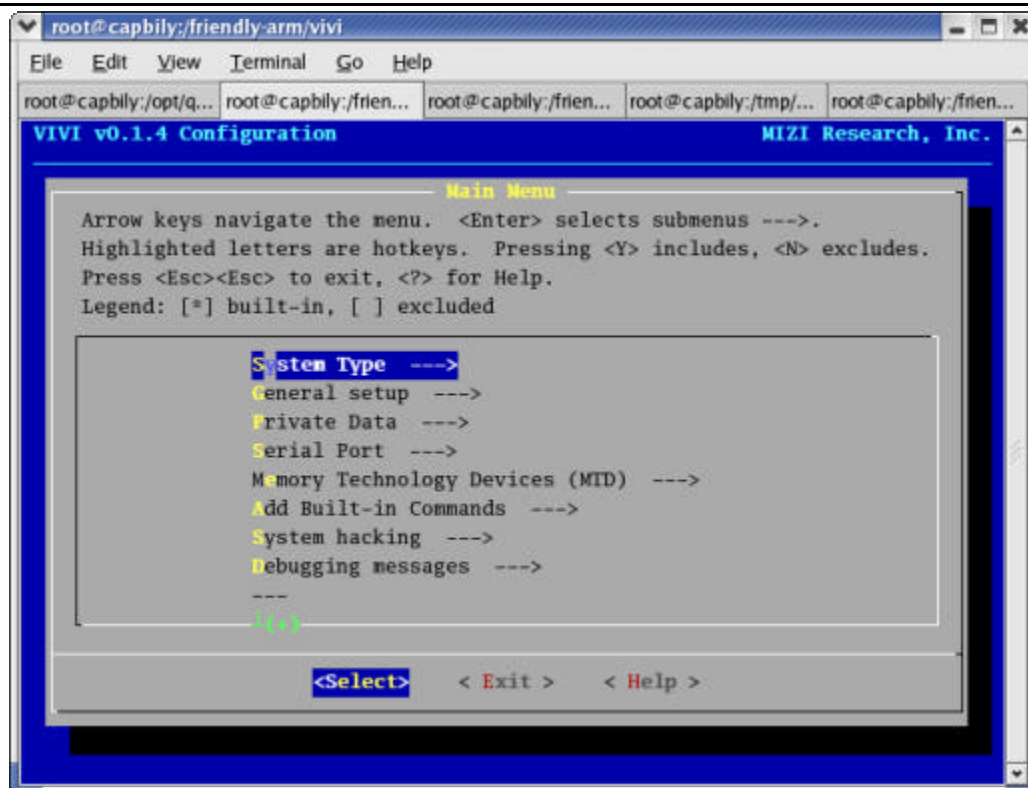 root@capbily:/friendly-arm/vivi
File Edit View Terminal Go Help
root@capbily:/opt/q... root@capbily:/frien... root@capbily:/frien... root@capbily:/tmp/... root@capbily:/frien...
VIVI v0.1.4 Configuration MIZI Research, Inc.
Main Menu
Arrow keys navigate the menu. <Enter> selects submenus --->.
Highlighted letters are hotkeys. Pressing <Y> includes, <N> excludes.
Press <Esc><Esc> to exit, <?> for Help.
Legend: [*] built-in, [ ] excluded
System Type --->
General setup --->
Private Data --->
Serial Port --->
Memory Technology Devices (MTD) --->
Add Built-in Commands --->
System hacking --->
Debugging messages --->
---
┴(+)
<Select> < Exit > < Help >